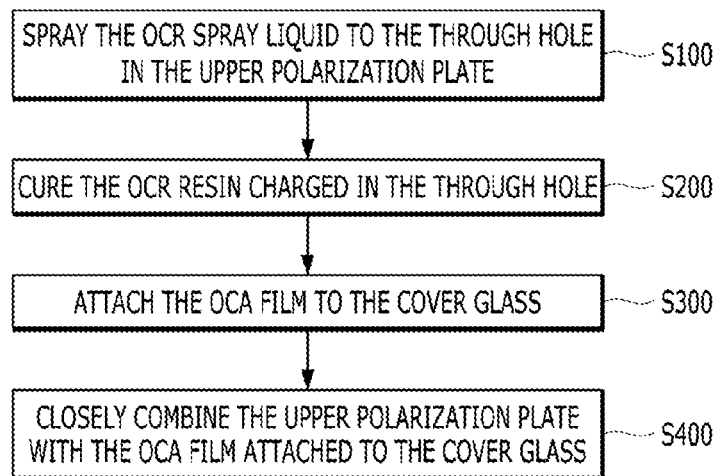 SPRAY THE OCR SPRAY LIQUID TO THE THROUGH HOLE
IN THE UPPER POLARIZATION PLATE
S100
CURE THE OCR RESIN CHARGED IN THE THROUGH HOLE
S200
ATTACH THE OCA FILM TO THE COVER GLASS
S300
CLOSELY COMBINE THE UPPER POLARIZATION PLATE
WITH THE OCA FILM ATTACHED TO THE COVER GLASS
S400